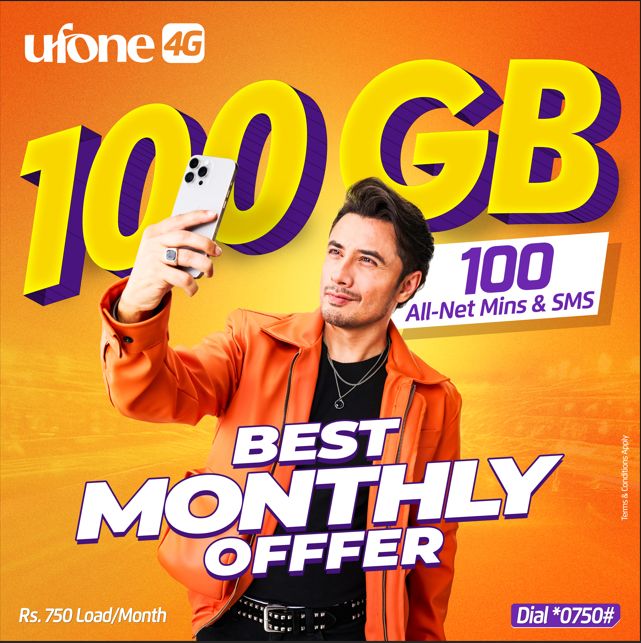 ufone 4G
100 GB
100
All-Net Mins & SMS
BEST
MONTHLY
OFFFER
Terms & Conditions Apply
Rs. 750 Load/Month
Dial *0750#